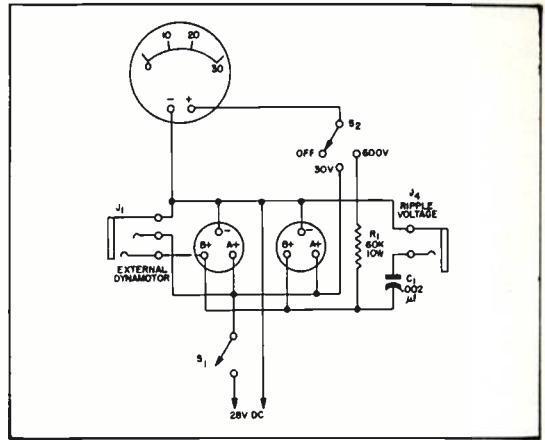 0 10 20 30
- +
S2
OFF 600V
30V
J1
J4
RIPPLE
VOLTAGE
- -
B+ A+ B+ A+
R1
60K
10W
EXTERNAL
DYNAMOTOR
C1
.002
µf
S1
28V DC